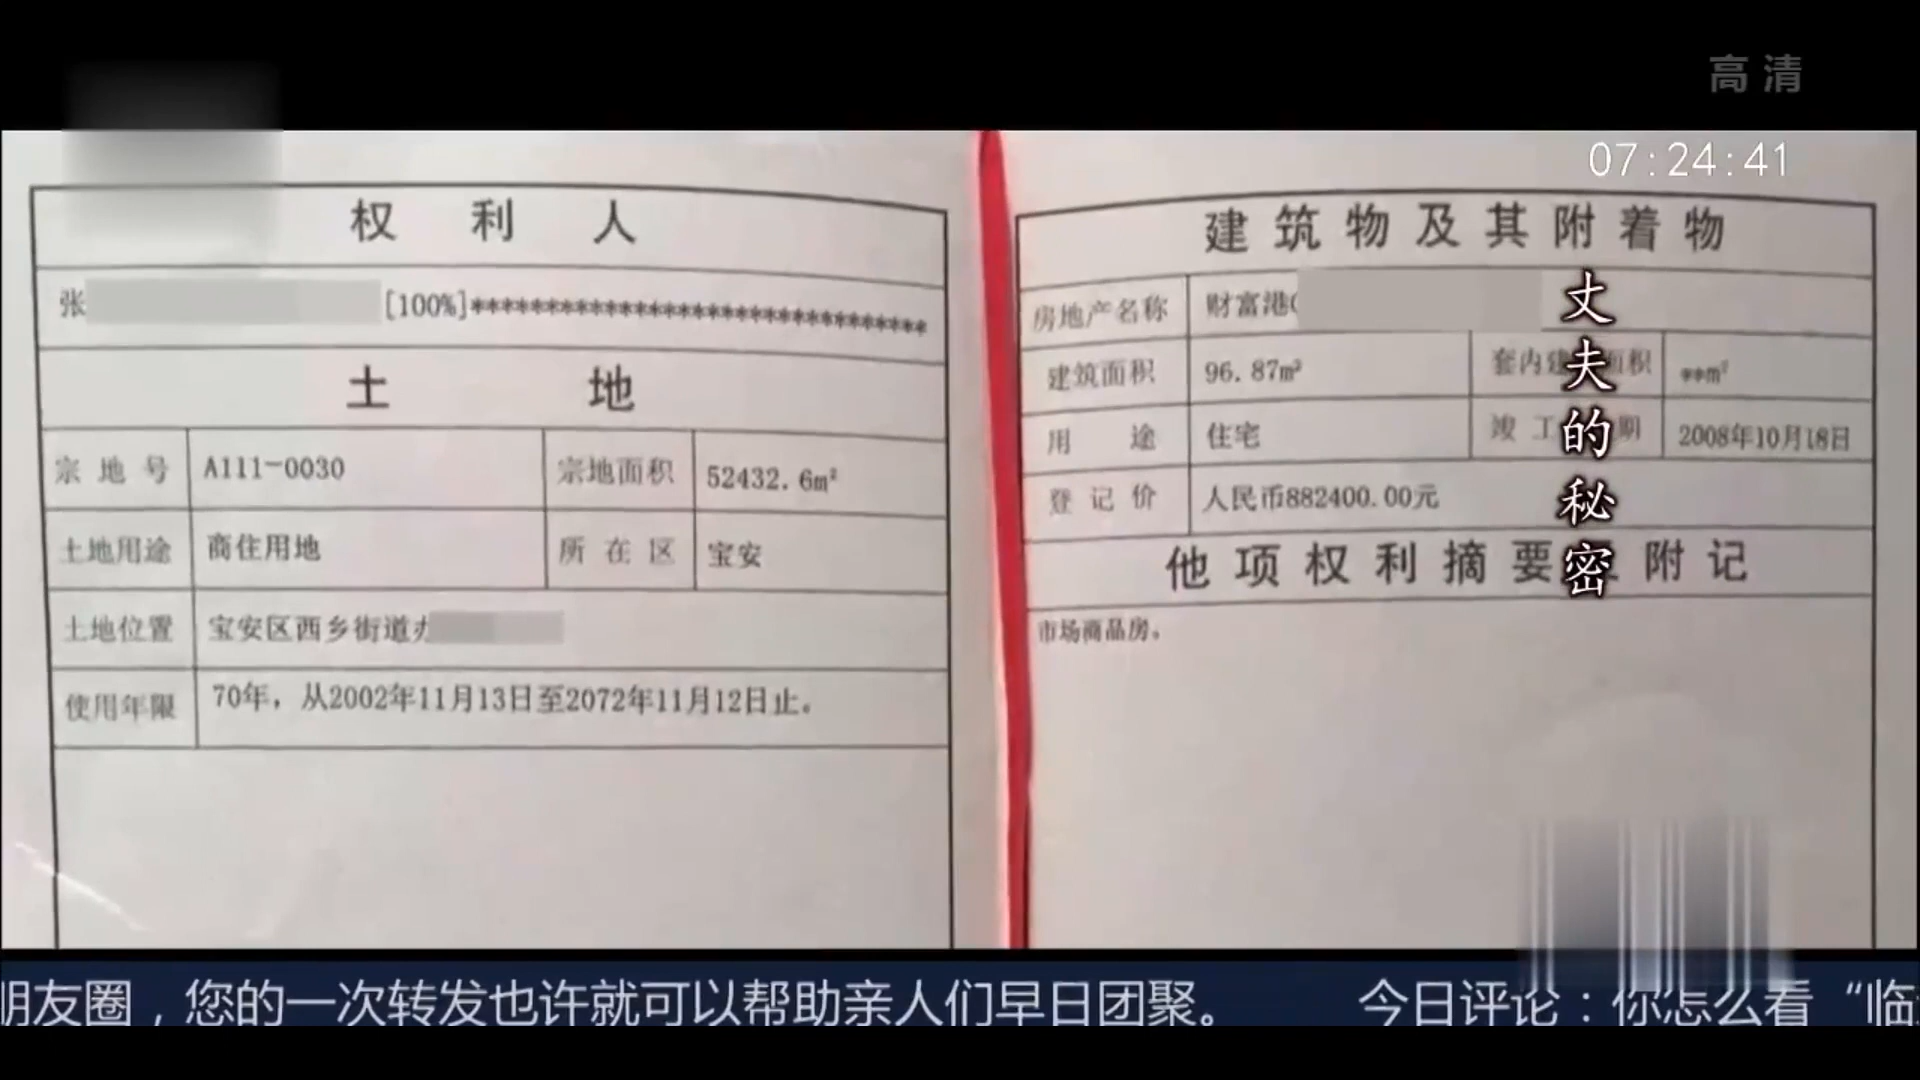 高清
07:24:41
权利人
张 [100%]*******************************
土地
宗地号 A111-0030 宗地面积 52432.6m²
土地用途 商住用地 所在区 宝安
土地位置 宝安区西乡街道
使用年限 70年，从2002年11月13日至2072年11月12日止。
建筑物及其附着物
房地产名称 财富港(
建筑面积 96.87m² 套内建 面积 **m²
用途 住宅 竣工 期 2008年10月18日
登记价 人民币882400.00元
他项权利摘要 附记
市场商品房。
丈夫的秘密
朋友圈，您的一次转发也许就可以帮助亲人们早日团聚。 今日评论：你怎么看“临